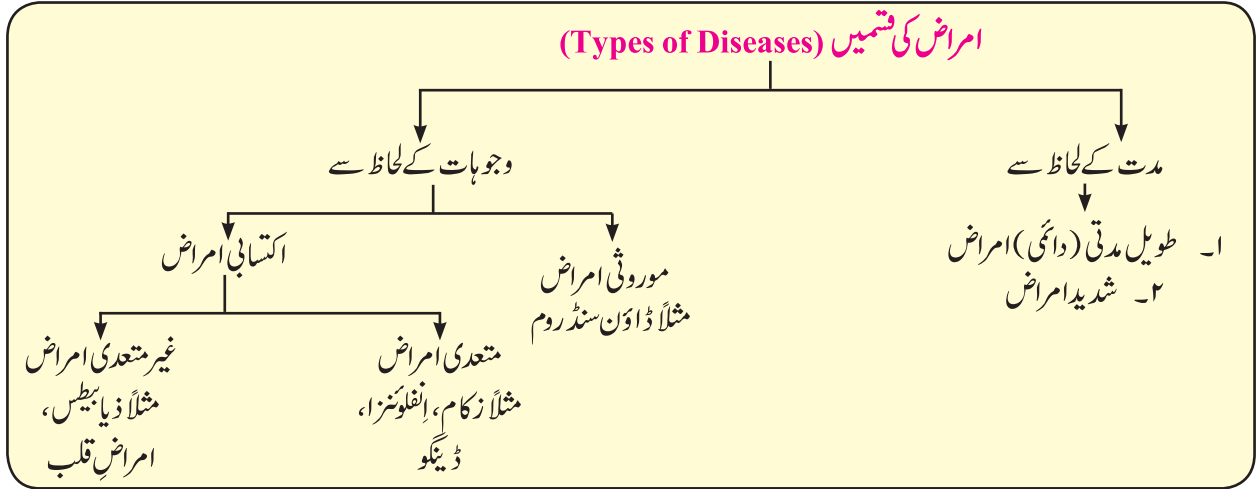 امراض کی قسمیں (Types of Diseases)
مدت کے لحاظ سے
۱۔ طویل مدتی (دائمی) امراض
۲۔ شدید امراض
وجوہات کے لحاظ سے
موروثی امراض
مثلاً ڈاؤن سنڈروم
اکتسابی امراض
متعدی امراض
مثلاً زکام، اِنفلوئنزا،
ڈینگو
غیر متعدی امراض
مثلاً ذیابیطس،
امراضِ قلب